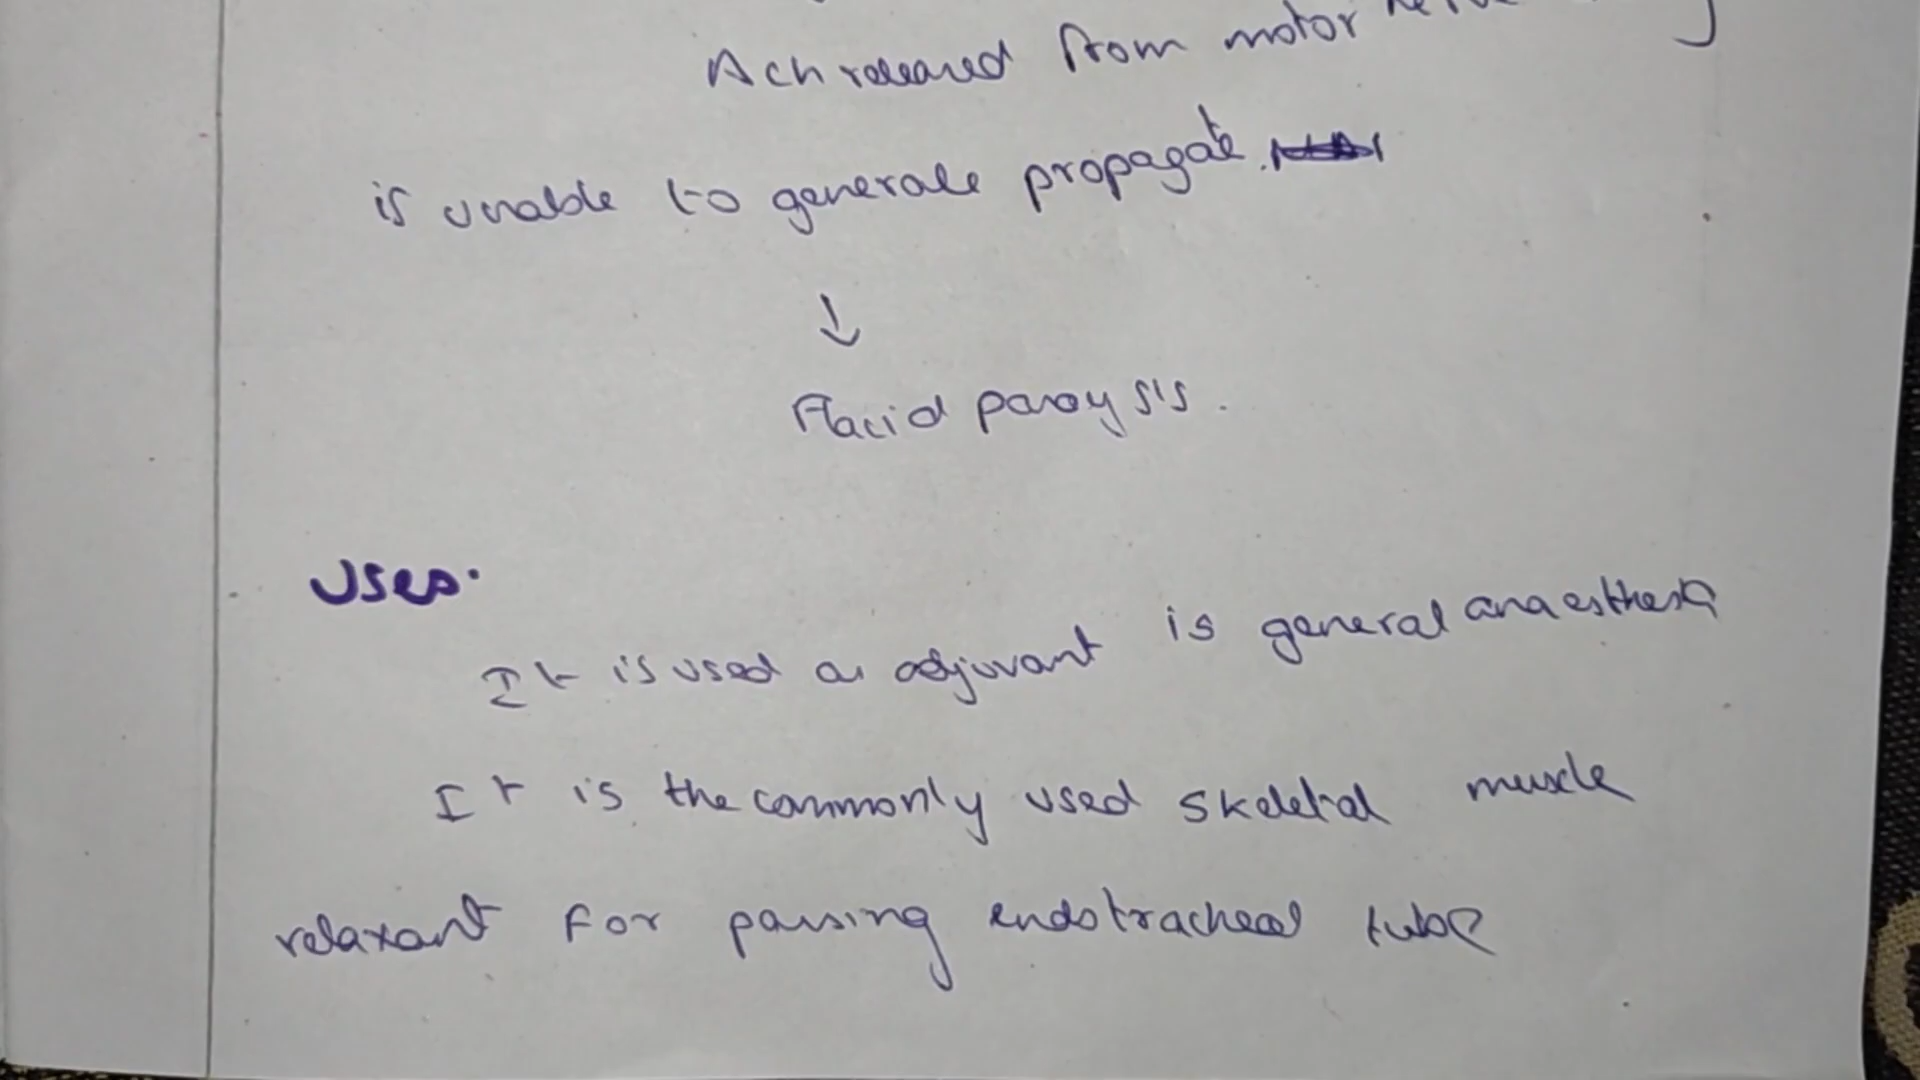 Ach released from motor
is unable to generate propagate.
↓
Flacid paraysis.
Uses.
It is used as adjuvant is general anaesthesia
It is the commonly used skeletal muscle
relaxant for passing endotracheal tube